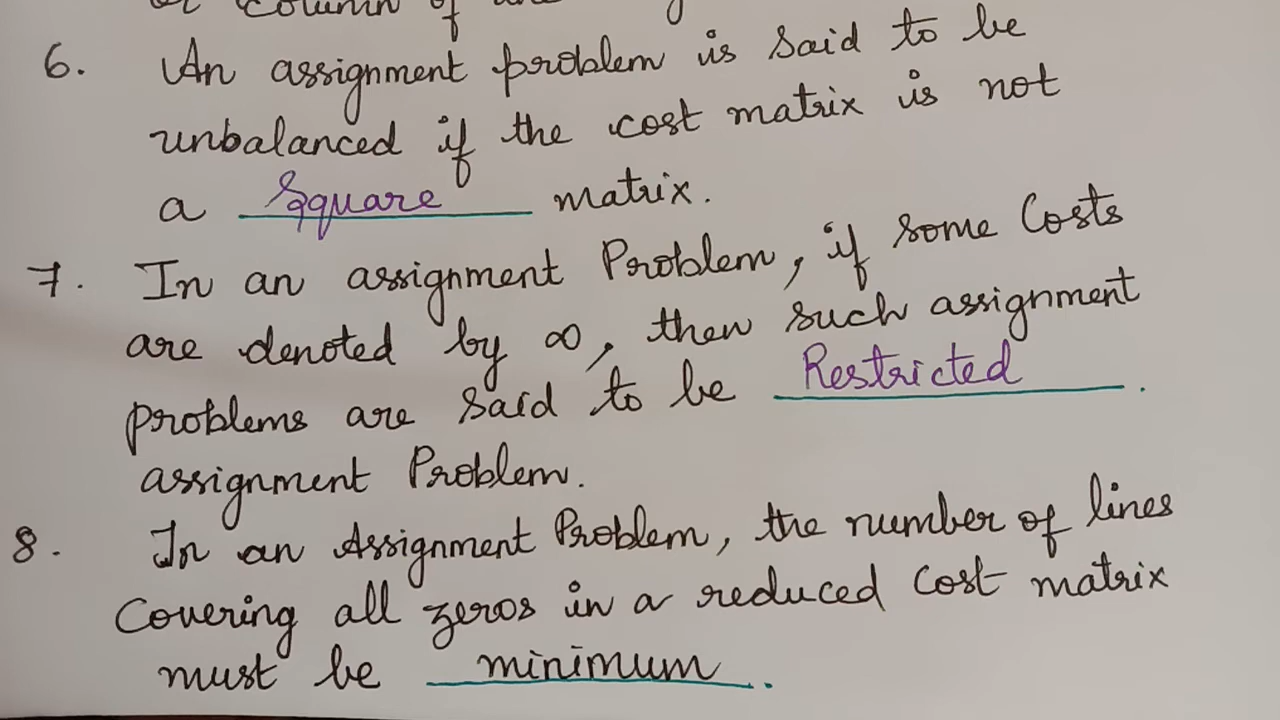 column of
6. An assignment problem is said to be
unbalanced if the cost matrix is not
a Square matrix.
7. In an assignment Problem, if some Costs
are denoted by ∞, then such assignment
problems are said to be Restricted.
assignment Problem.
8. In an Assignment Problem, the number of lines
Covering all zeros in a reduced Cost matrix
must be minimum.